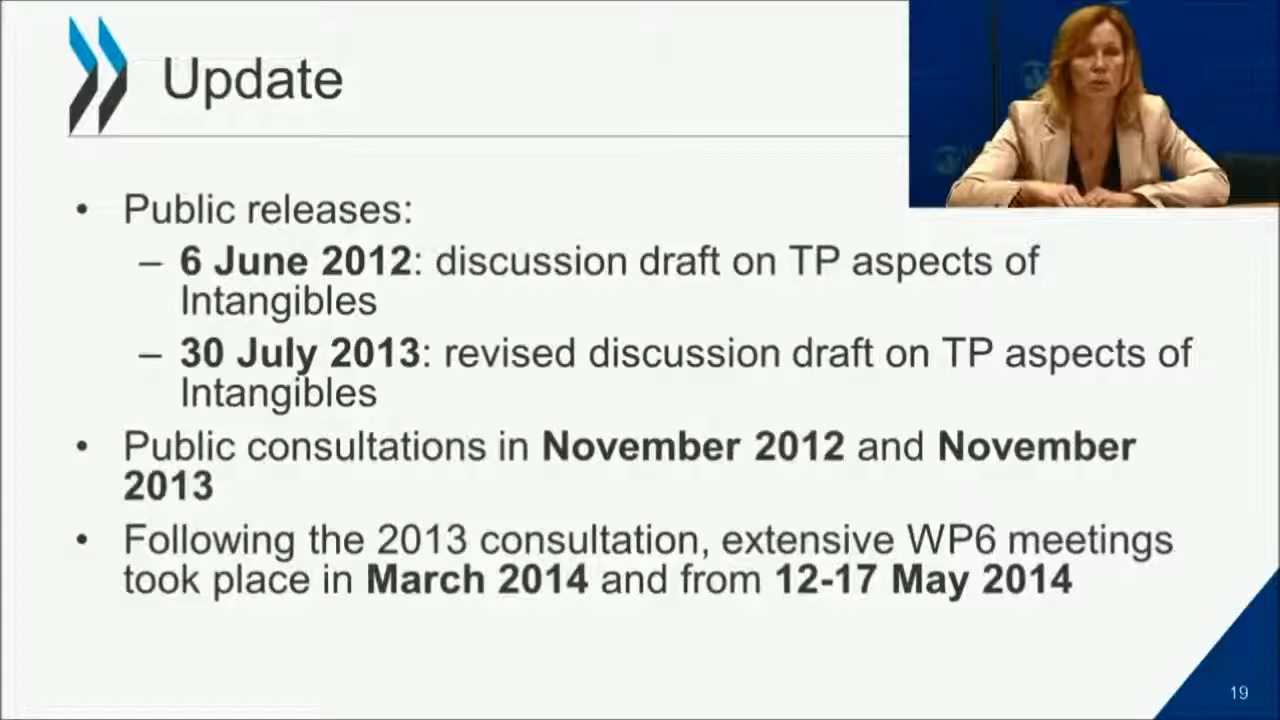 Update
• Public releases:
– 6 June 2012: discussion draft on TP aspects of
Intangibles
– 30 July 2013: revised discussion draft on TP aspects of
Intangibles
• Public consultations in November 2012 and November
2013
• Following the 2013 consultation, extensive WP6 meetings
took place in March 2014 and from 12-17 May 2014
19